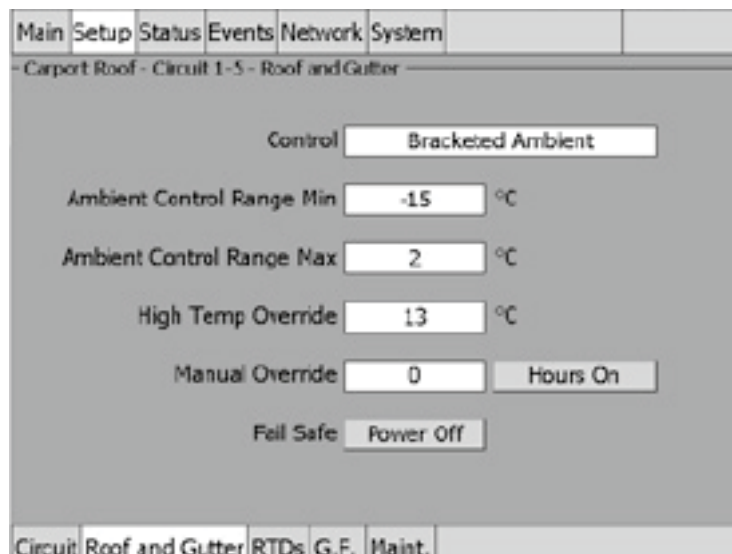 Main Setup Status Events Network System
Carport Roof - Circuit 1-5 - Roof and Gutter
Control Bracketed Ambient
Ambient Control Range Min -15 °C
Ambient Control Range Max 2 °C
High Temp Override 13 °C
Manual Override 0 Hours On
Fail Safe Power Off
Circuit Roof and Gutter RTDs G.F. Maint.